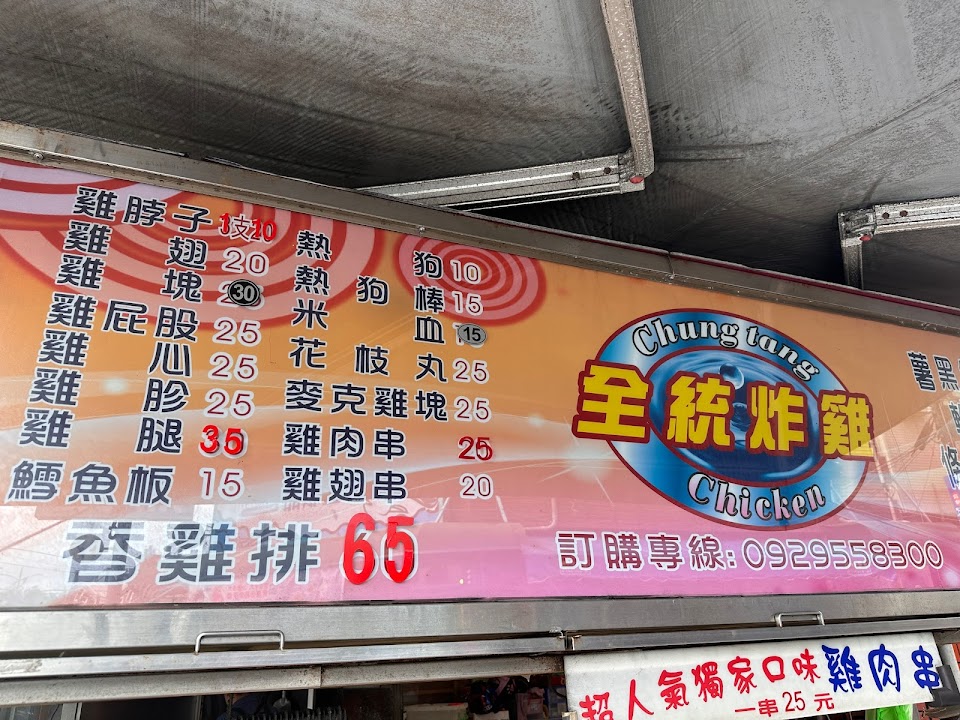 雞脖子 1支20
雞翅 20
雞塊 30
雞屁股 25
雞心 25
雞胗 25
雞腿 35
鱈魚板 15
香雞排 65
熱狗 10
熱狗棒 15
米血 15
花枝丸 25
麥克雞塊 25
雞肉串 25
雞翅串 20
Chung tang
全統炸雞
Chicken
訂購專線:0929558300
薯
黑
條
超人氣獨家口味雞肉串
一串25元